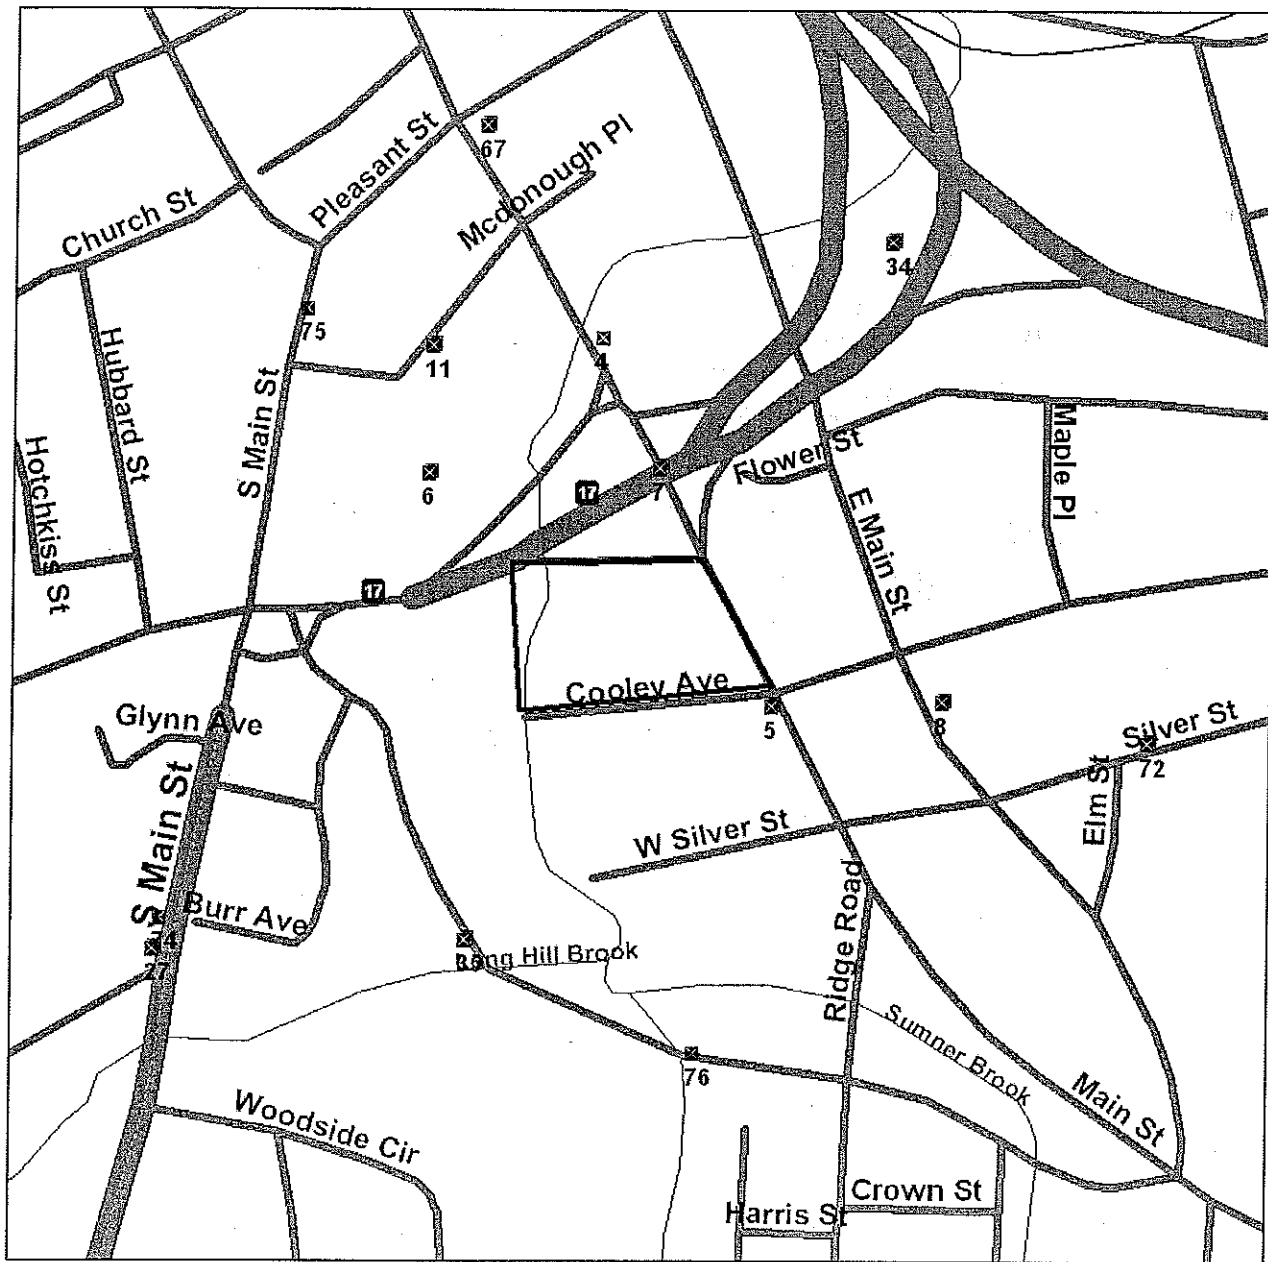 Pleasant St
67
Mcdonough Pl
Church St
34
75
Hubbard St
11
4
S Main St
Hotchkiss St
6
17
7
Flower St
Maple Pl
E Main St
17
Cooley Ave
5
8
Silver St
72
Glynn Ave
Elm St
S Main St
W Silver St
Ridge Road
Burr Ave
27
Long Hill Brook
Sumner Brook
76
Main St
Woodside Cir
Crown St
Harris St